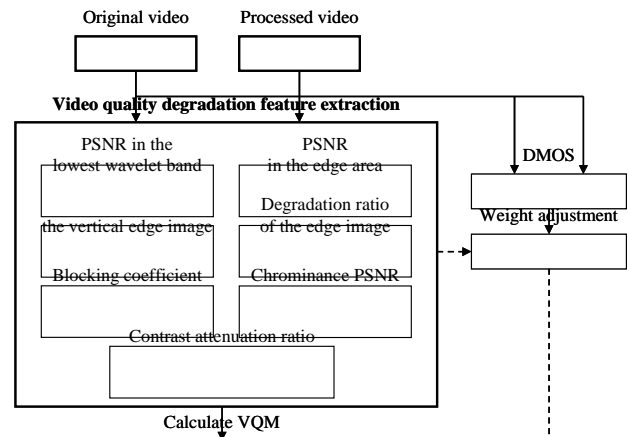 Original video
Processed video
Video quality degradation feature extraction
PSNR in the
lowest wavelet band
PSNR
in the edge area
DMOS
Degradation ratio
of the edge image
the vertical edge image
Weight adjustment
Blocking coefficient
Chrominance PSNR
Contrast attenuation ratio
Calculate VQM